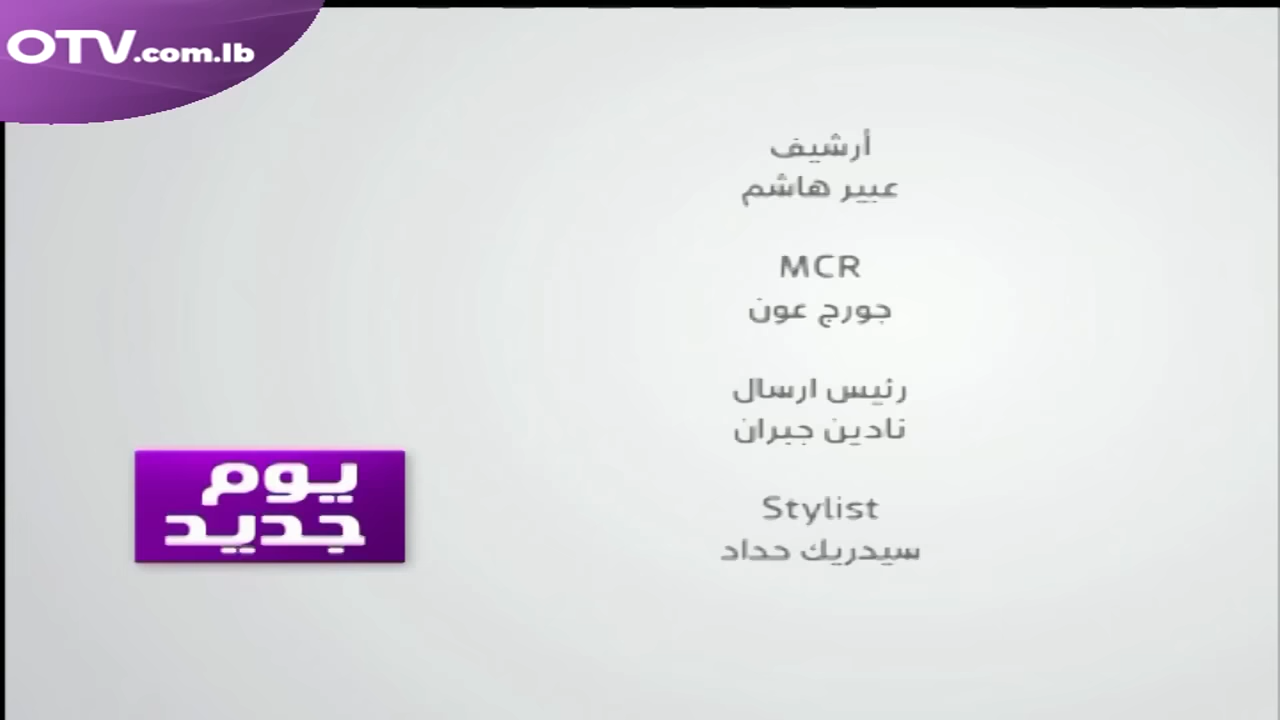 OTV.com.lb
أرشيف
عبير هاشم
MCR
جورج عون
رئيس ارسال
نادين جبران
Stylist
سيدريك حداد
يوم
جديد